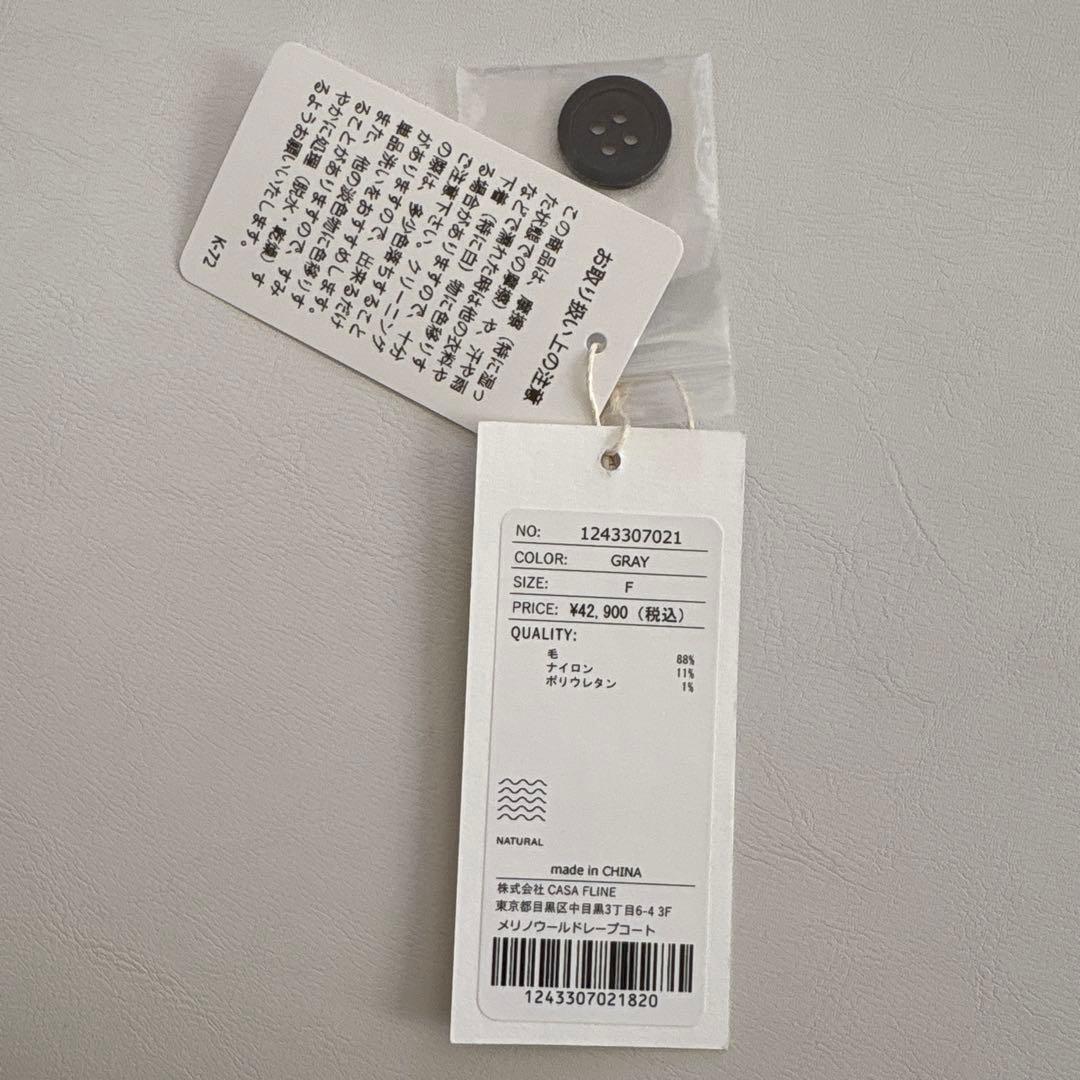 お取り扱い上の注意
この商品は、摩擦（特に湿っ
た状態での摩擦）や、汗や雨
などで濡れた時は他の衣料や
下着（特に白）物に色移りす
る場合がありますので、十分
ご注意下さい。クリーニング
の際は、多少色落ちすること
がありますので、出来るだけ
単品洗いをおすすめします。
また、他の淡色物に色移りす
ることがありますので、すみ
やかに処理（脱水・乾燥）す
るようお願いいたします。
K-72
NO: 1243307021
COLOR: GRAY
SIZE: F
PRICE: ¥42,900（税込）
QUALITY:
毛 88%
ナイロン 11%
ポリウレタン 1%
NATURAL
made in CHINA
株式会社 CASA FLINE
東京都目黒区中目黒3丁目6-4 3F
メリノウールドレープコート
1243307021820